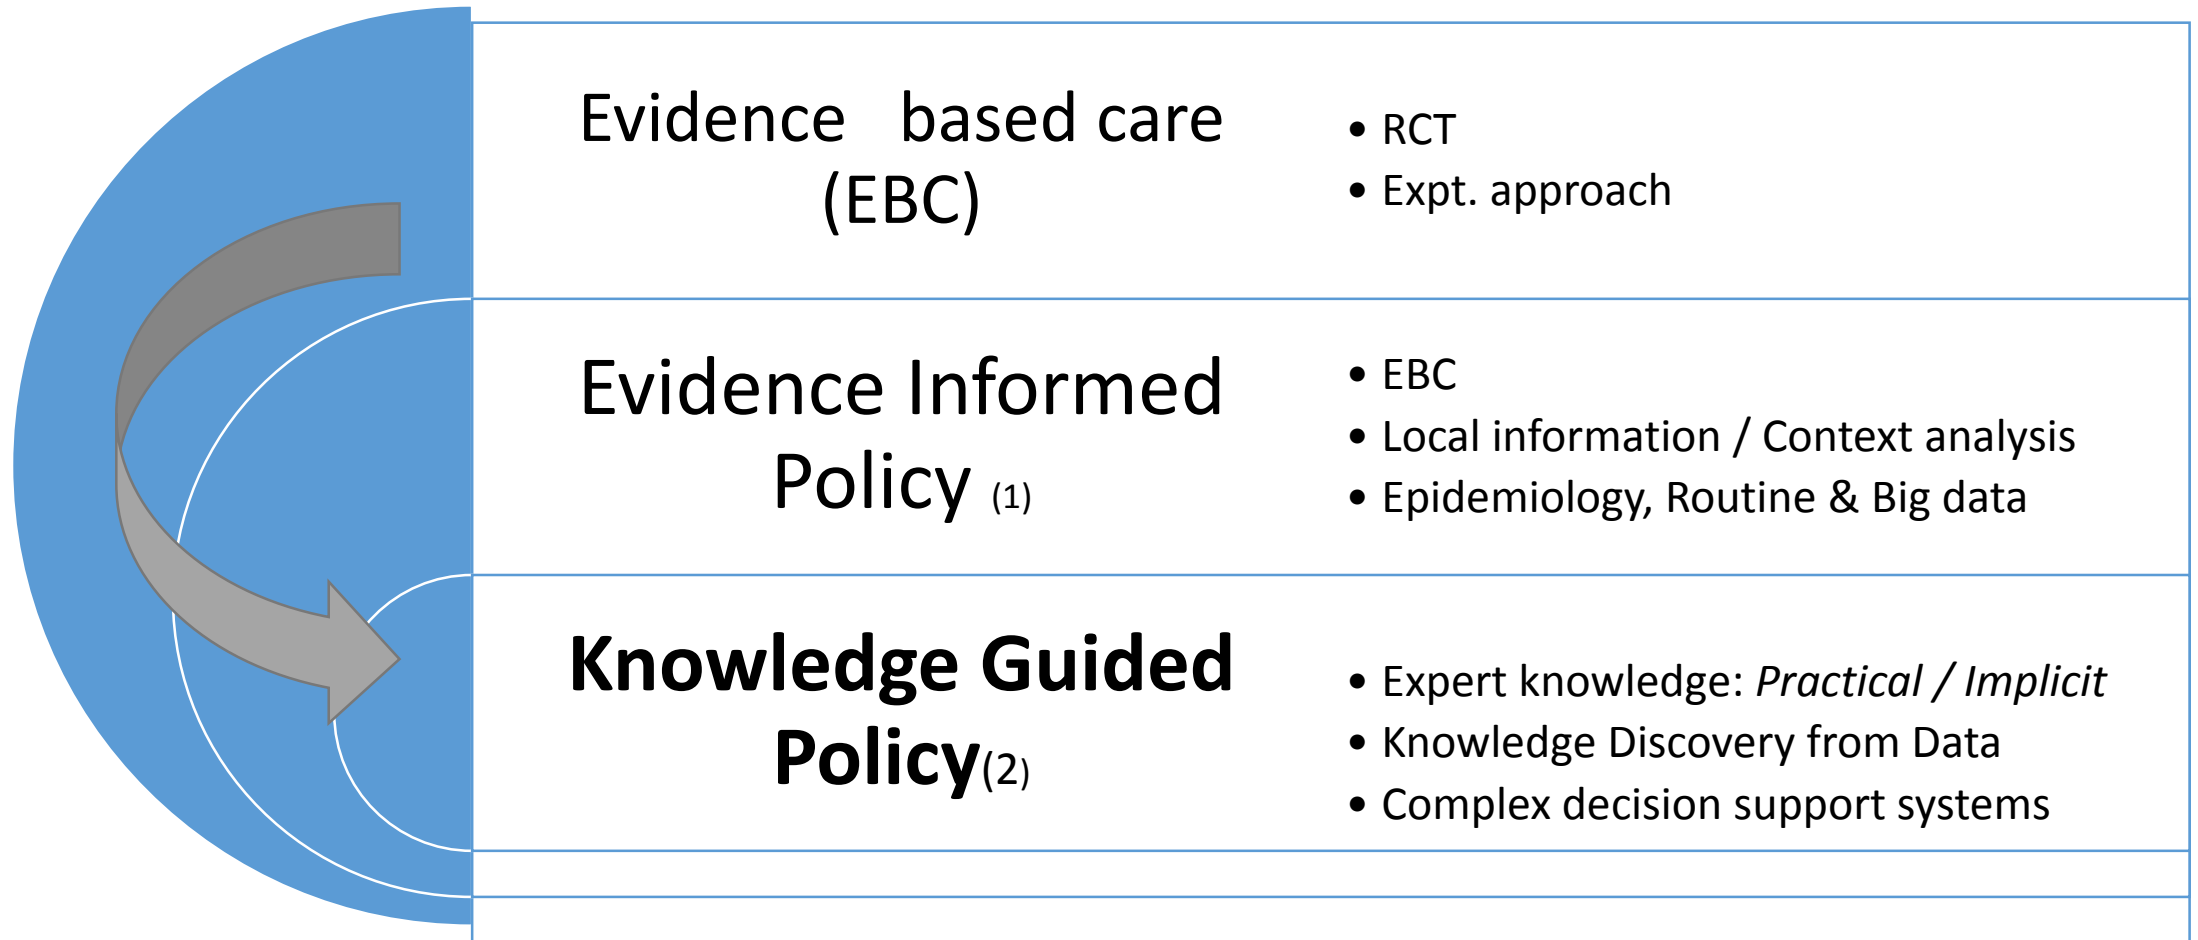 Evidence   based care
(EBC)
• RCT
• Expt. approach
Evidence Informed
Policy (1)
• EBC
• Local information / Context analysis
• Epidemiology, Routine & Big data
Knowledge Guided
Policy(2)
• Expert knowledge: Practical / Implicit
• Knowledge Discovery from Data
• Complex decision support systems